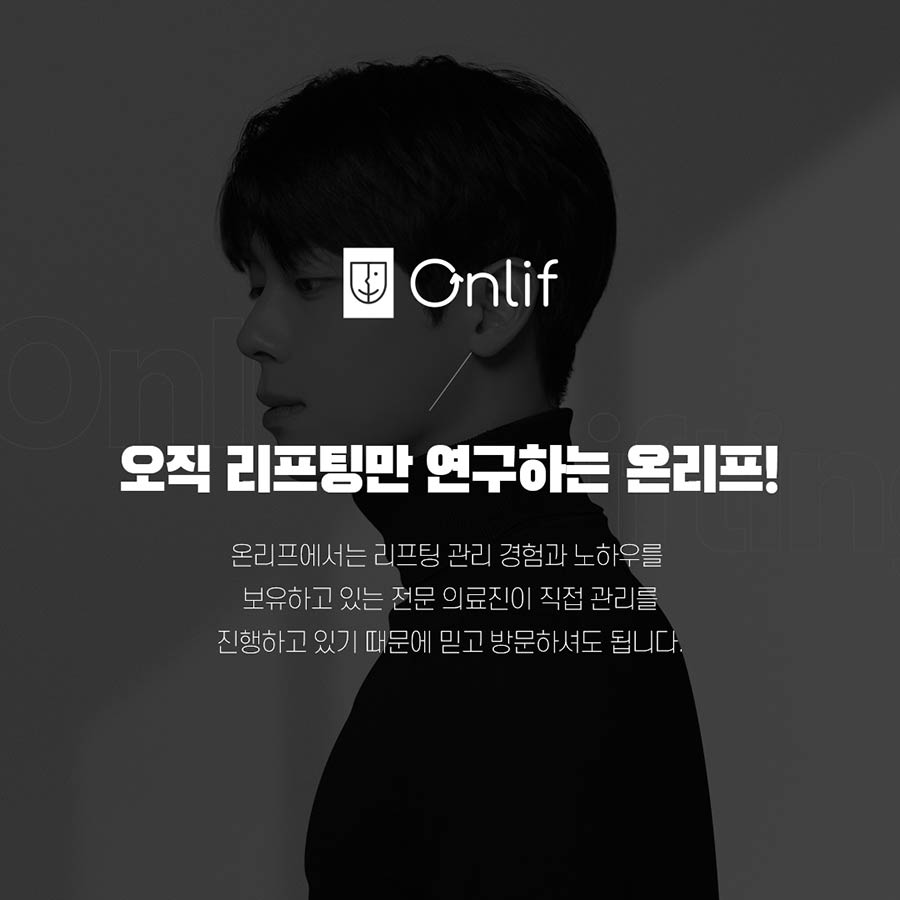 Onlif
오직 리프팅만 연구하는 온리프!
온리프에서는 리프팅 관리 경험과 노하우를
보유하고 있는 전문 의료진이 직접 관리를
진행하고 있기 때문에 믿고 방문하셔도 됩니다.